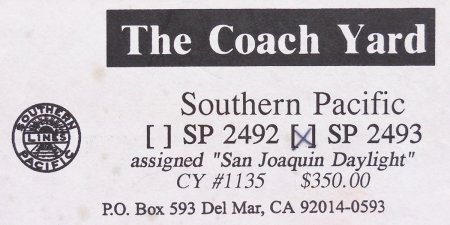 The Coach Yard
Southern Pacific
[ ] SP 2492 [X] SP 2493
assigned "San Joaquin Daylight"
CY #1135 $350.00
P.O. Box 593 Del Mar, CA 92014-0593
SOUTHERN
LINES
PACIFIC